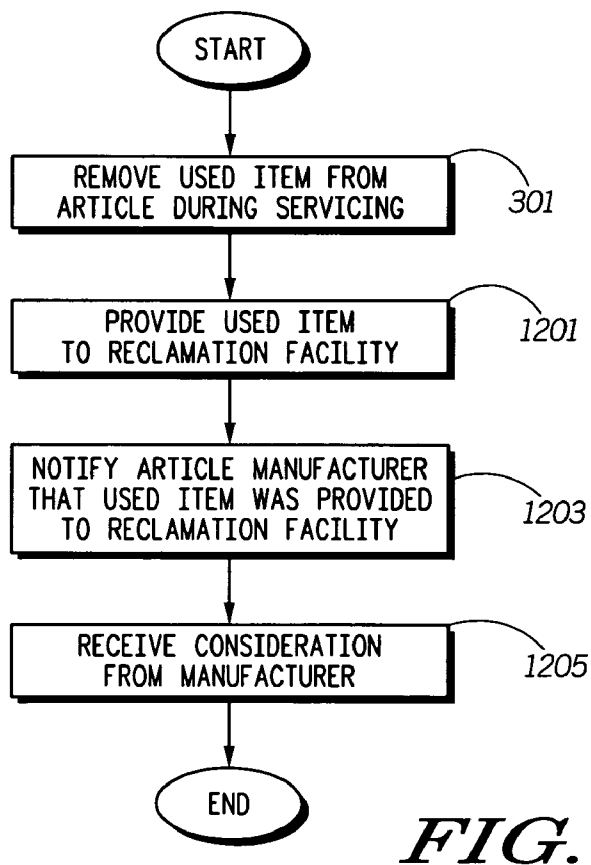 START
REMOVE USED ITEM FROM
ARTICLE DURING SERVICING
301
PROVIDE USED ITEM
TO RECLAMATION FACILITY
1201
NOTIFY ARTICLE MANUFACTURER
THAT USED ITEM WAS PROVIDED
TO RECLAMATION FACILITY
1203
RECEIVE CONSIDERATION
FROM MANUFACTURER
1205
END
FIG.